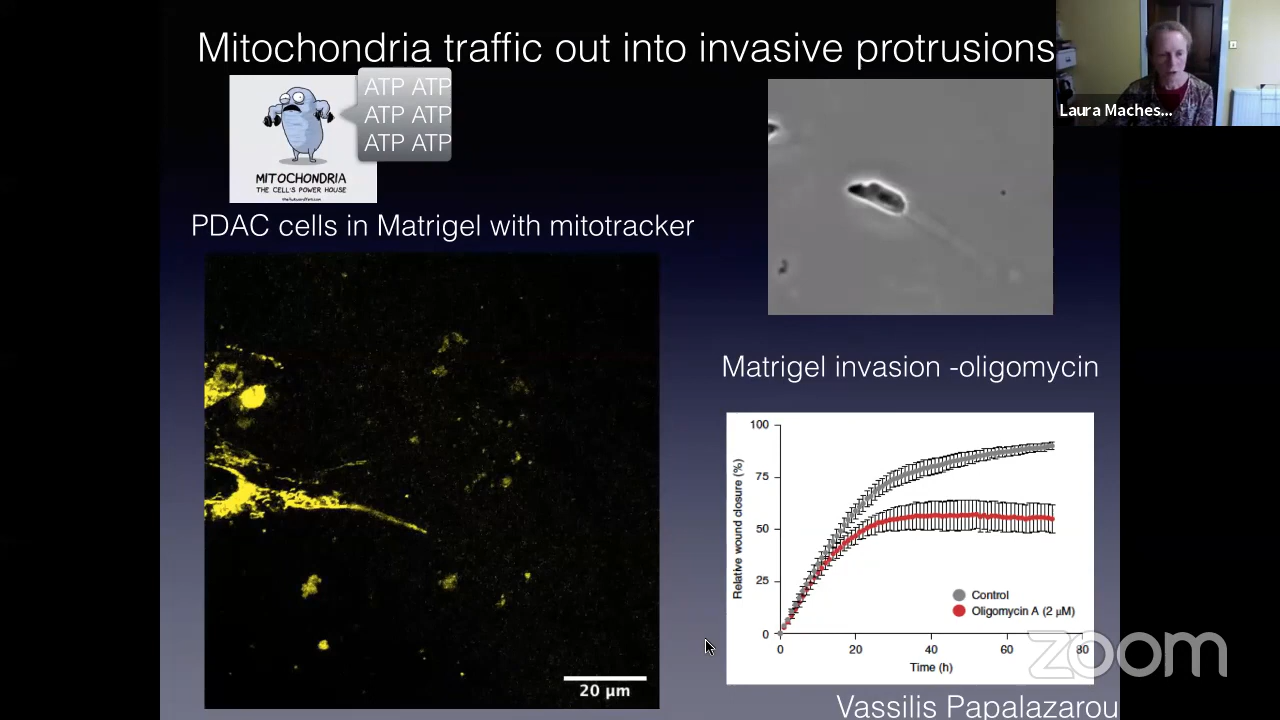 Mitochondria traffic out into invasive protrusions
ATP ATP
ATP ATP
ATP ATP
MITOCHONDRIA
THE CELL'S POWER HOUSE
Laura Maches...
PDAC cells in Matrigel with mitotracker
20 µm
Matrigel invasion -oligomycin
Relative wound closure (%)
100
75
50
25
0
Control
Oligomycin A (2 µM)
0 20 40 60 80
Time (h)
zoom
Vassilis Papalazarou